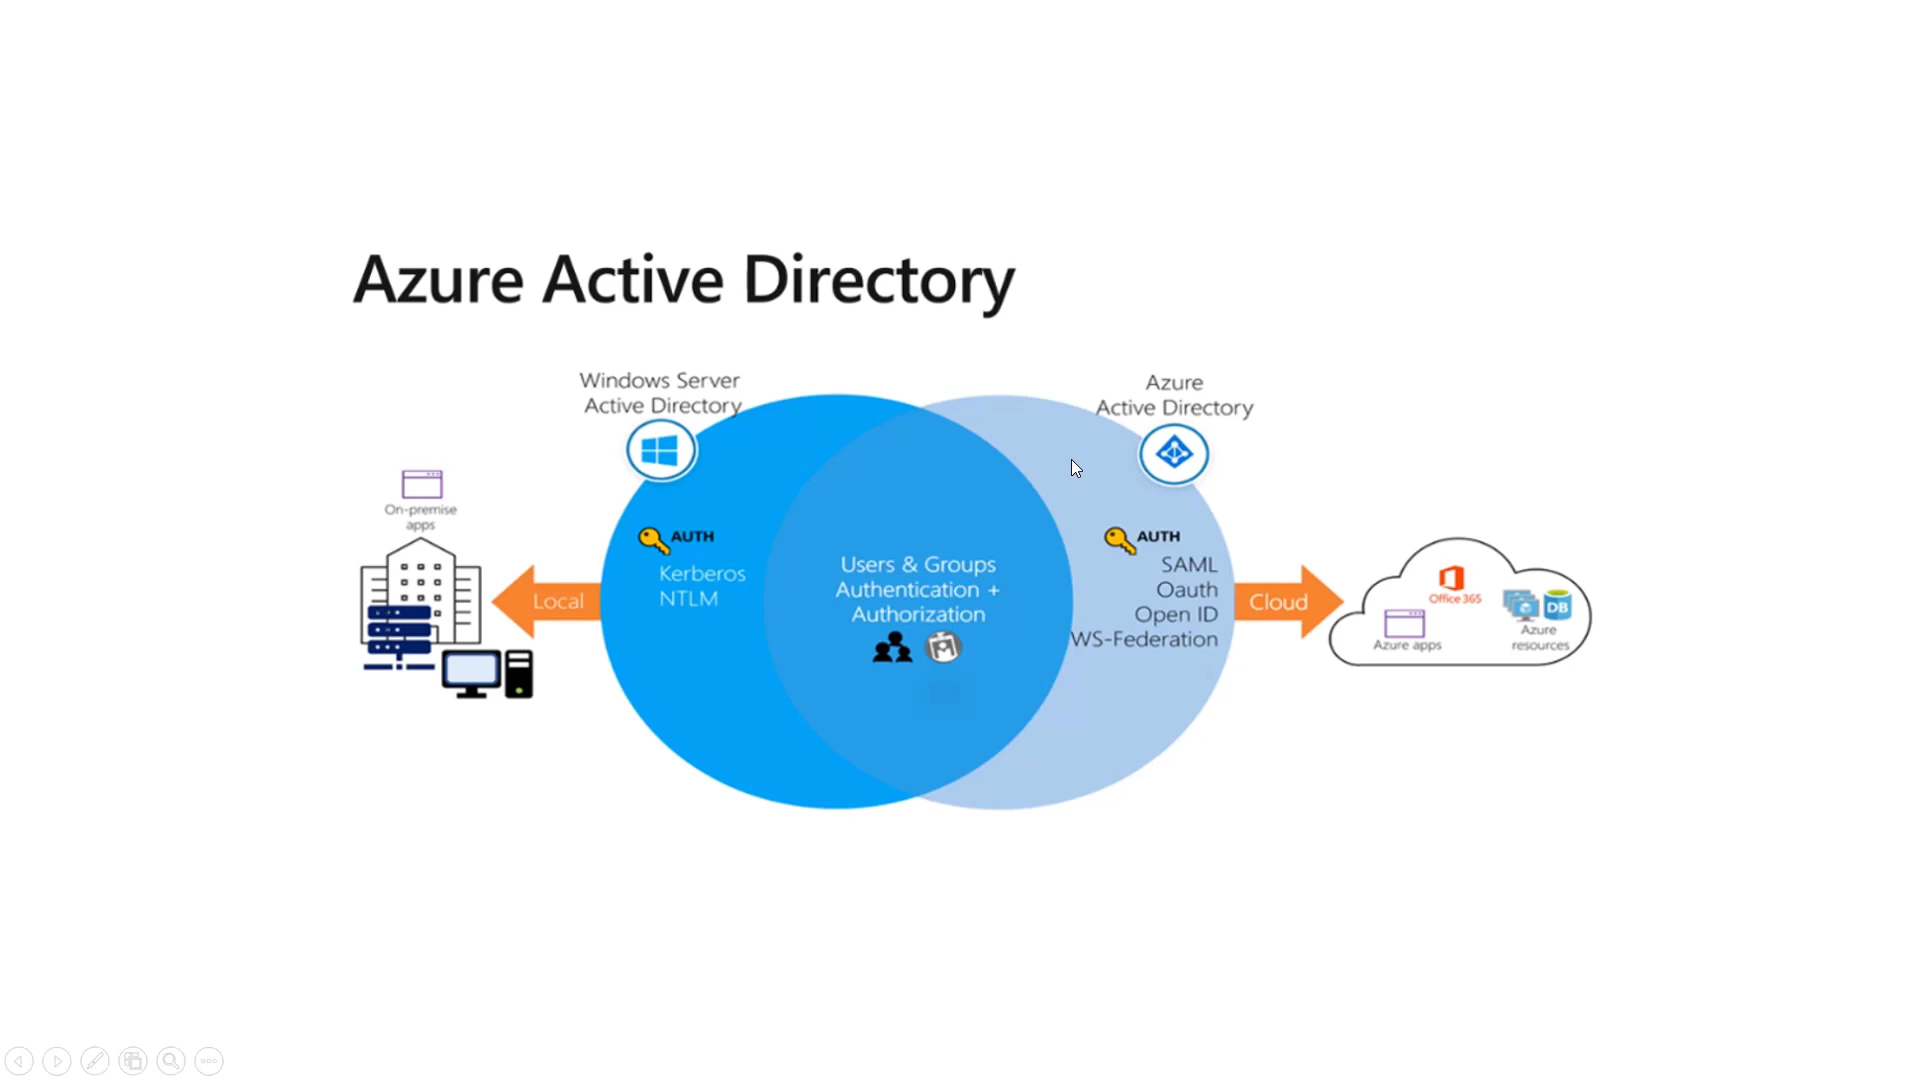 Azure Active Directory
Windows Server
Active Directory
Azure
Active Directory
On-premise
apps
AUTH
Kerberos
NTLM
Local
Users & Groups
Authentication +
Authorization
AUTH
SAML
Oauth
Open ID
WS-Federation
Cloud
Office 365
Azure apps
DB
Azure
resources